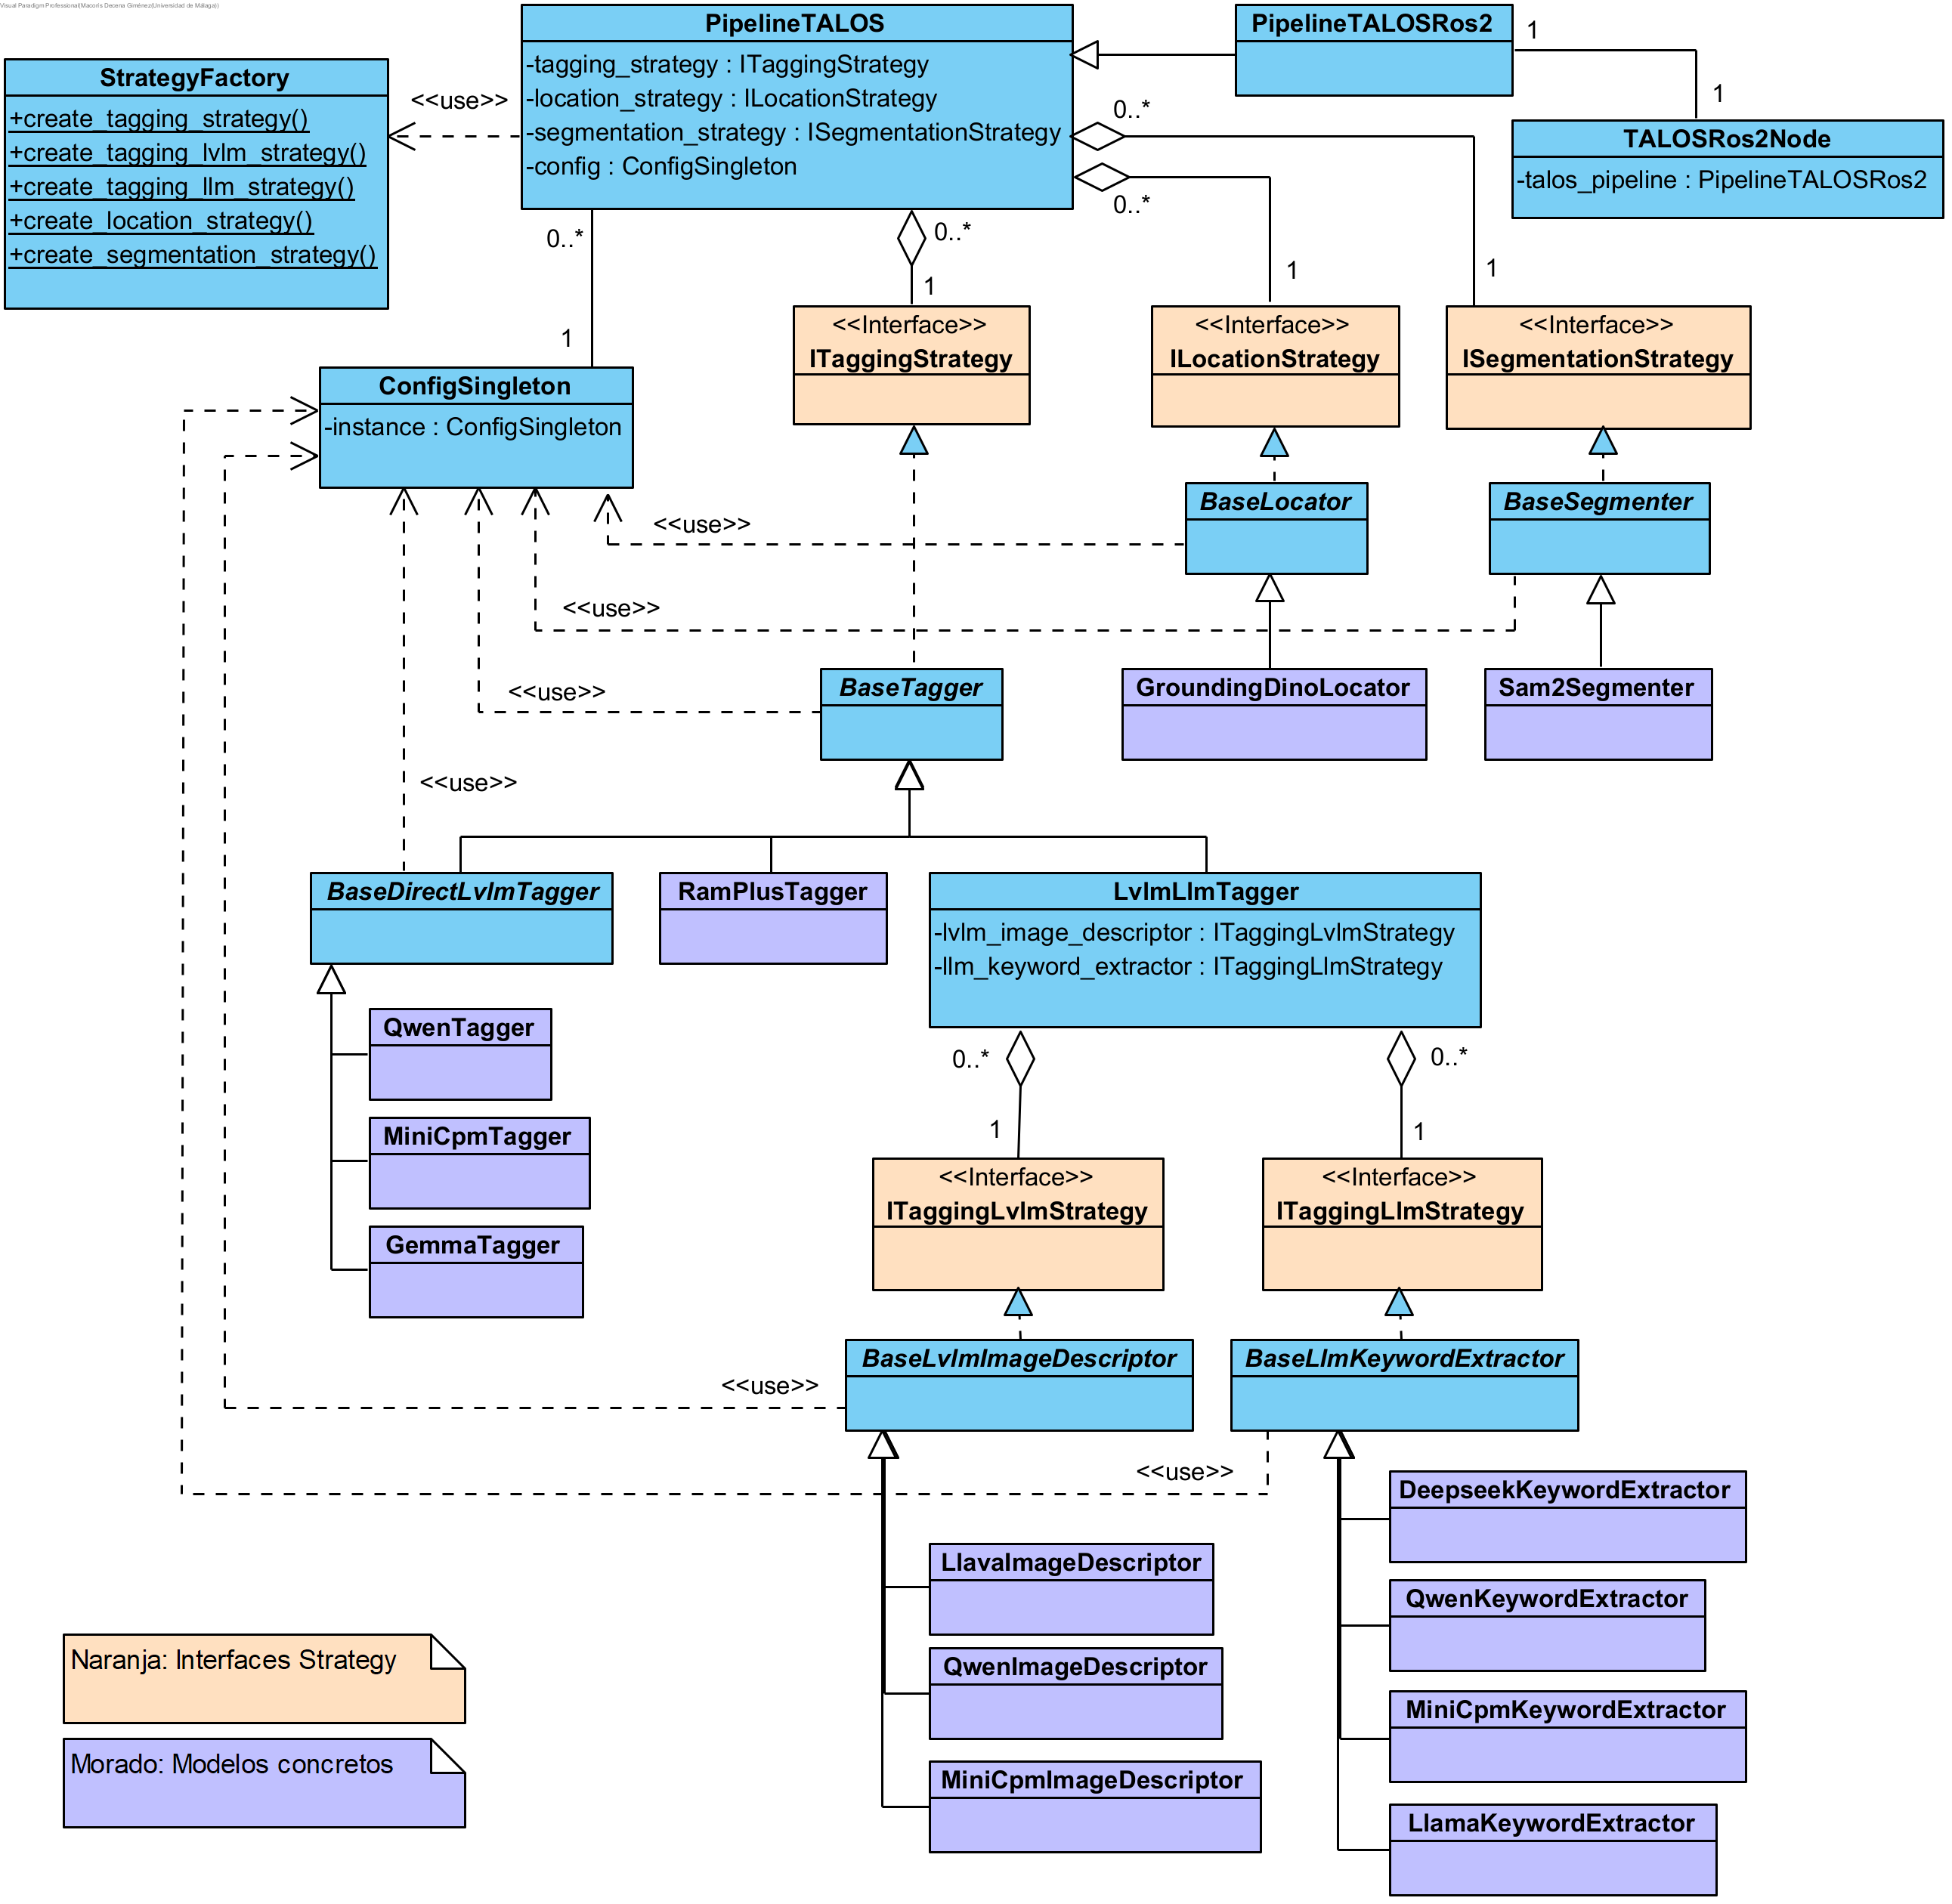 Visual Paradigm Professional(Macorís Decena Giménez(Universidad de Málaga))
PipelineTALOS
-tagging_strategy : ITaggingStrategy
-location_strategy : ILocationStrategy
-segmentation_strategy : ISegmentationStrategy
-config : ConfigSingleton
PipelineTALOSRos2
1
1
TALOSRos2Node
-talos_pipeline : PipelineTALOSRos2
StrategyFactory
+create_tagging_strategy()
+create_tagging_lvlm_strategy()
+create_tagging_llm_strategy()
+create_location_strategy()
+create_segmentation_strategy()
<<use>>
0..*
0..*
0..*
0..*
1
1
1
1
<<Interface>>
ITaggingStrategy
<<Interface>>
ILocationStrategy
<<Interface>>
ISegmentationStrategy
ConfigSingleton
-instance : ConfigSingleton
BaseLocator
BaseSegmenter
<<use>>
<<use>>
<<use>>
<<use>>
BaseTagger
GroundingDinoLocator
Sam2Segmenter
BaseDirectLvlmTagger
RamPlusTagger
LvlmLlmTagger
-lvlm_image_descriptor : ITaggingLvlmStrategy
-llm_keyword_extractor : ITaggingLlmStrategy
QwenTagger
MiniCpmTagger
GemmaTagger
0..*
0..*
1
1
<<Interface>>
ITaggingLvlmStrategy
<<Interface>>
ITaggingLlmStrategy
BaseLvlmImageDescriptor
BaseLlmKeywordExtractor
<<use>>
<<use>>
DeepseekKeywordExtractor
QwenKeywordExtractor
MiniCpmKeywordExtractor
LlamaKeywordExtractor
LlavaImageDescriptor
QwenImageDescriptor
MiniCpmImageDescriptor
Naranja: Interfaces Strategy
Morado: Modelos concretos